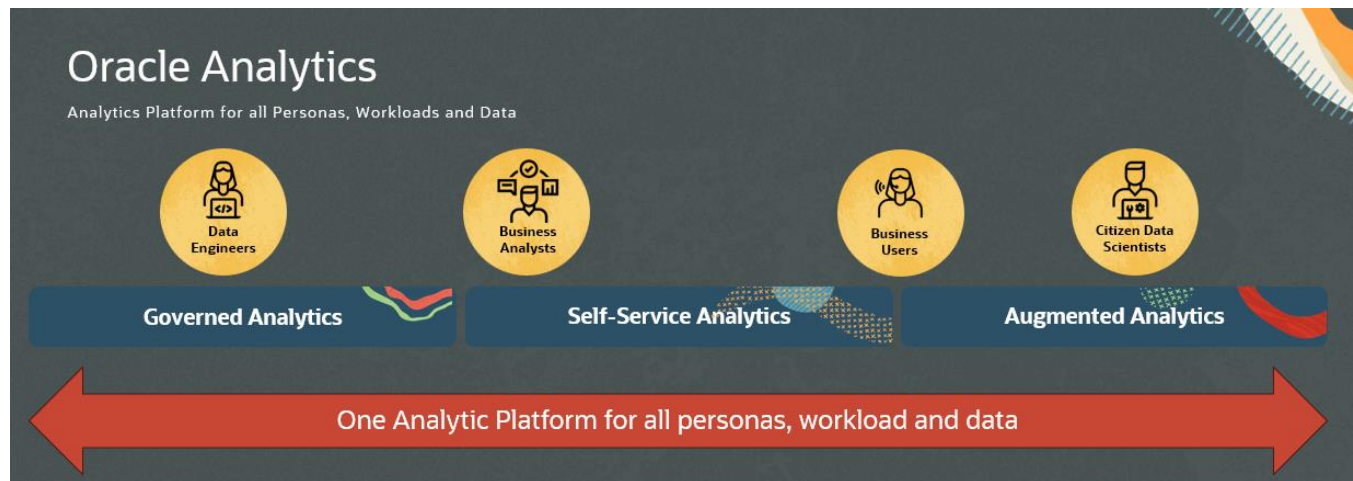 Oracle Analytics
Analytics Platform for all Personas, Workloads and Data
Data
Engineers
Business
Analysts
Business
Users
Citizen Data
Scientists
Governed Analytics
Self-Service Analytics
Augmented Analytics
One Analytic Platform for all personas, workload and data